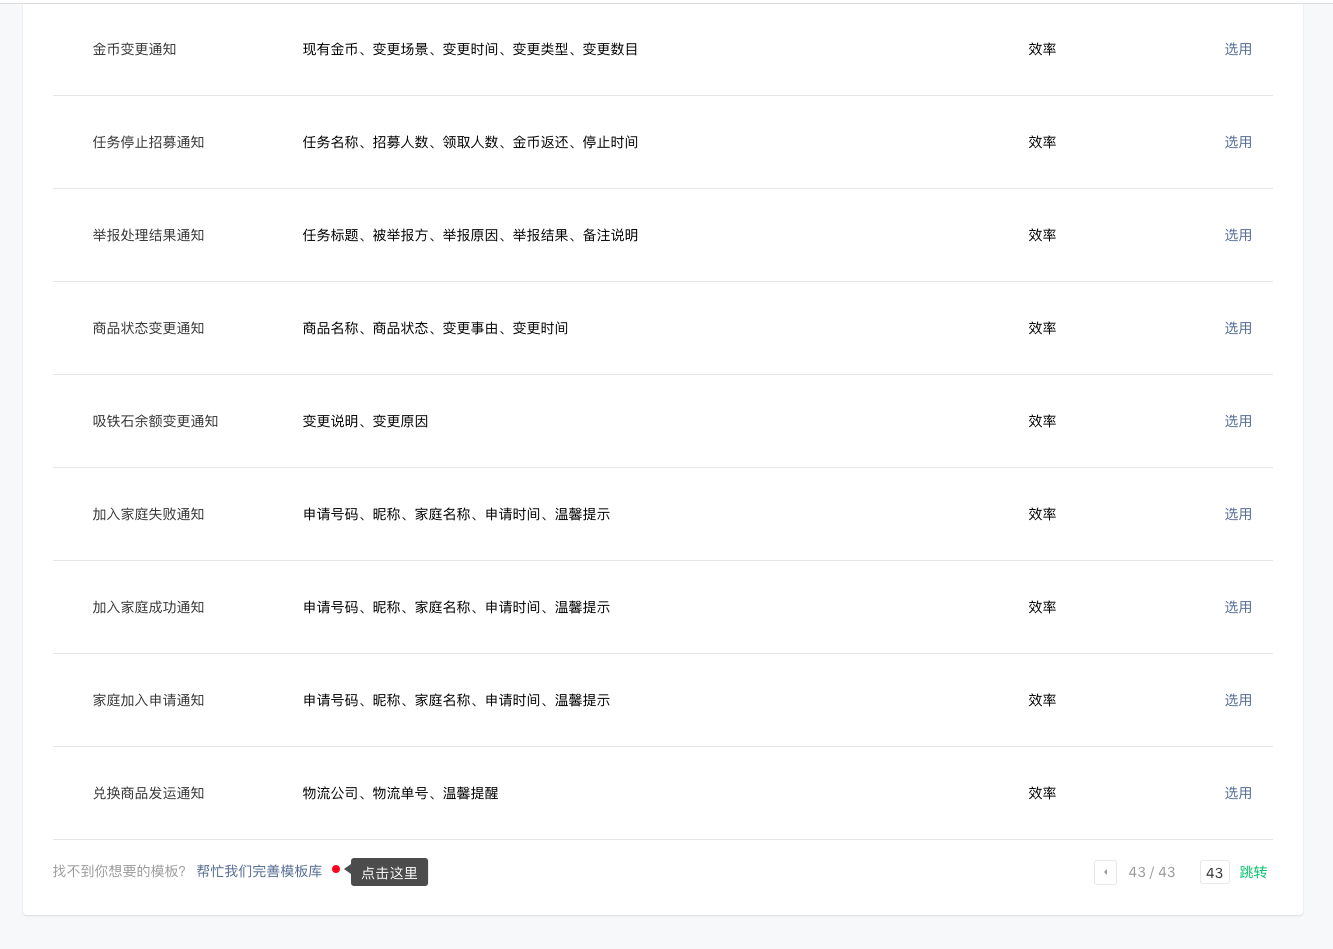 金币变更通知 现有金币、变更场景、变更时间、变更类型、变更数目 效率 选用
任务停止招募通知 任务名称、招募人数、领取人数、金币返还、停止时间 效率 选用
举报处理结果通知 任务标题、被举报方、举报原因、举报结果、备注说明 效率 选用
商品状态变更通知 商品名称、商品状态、变更事由、变更时间 效率 选用
吸铁石余额变更通知 变更说明、变更原因 效率 选用
加入家庭失败通知 申请号码、昵称、家庭名称、申请时间、温馨提示 效率 选用
加入家庭成功通知 申请号码、昵称、家庭名称、申请时间、温馨提示 效率 选用
家庭加入申请通知 申请号码、昵称、家庭名称、申请时间、温馨提示 效率 选用
兑换商品发运通知 物流公司、物流单号、温馨提醒 效率 选用
找不到你想要的模板? 帮忙我们完善模板库 点击这里 43 / 43 43 跳转